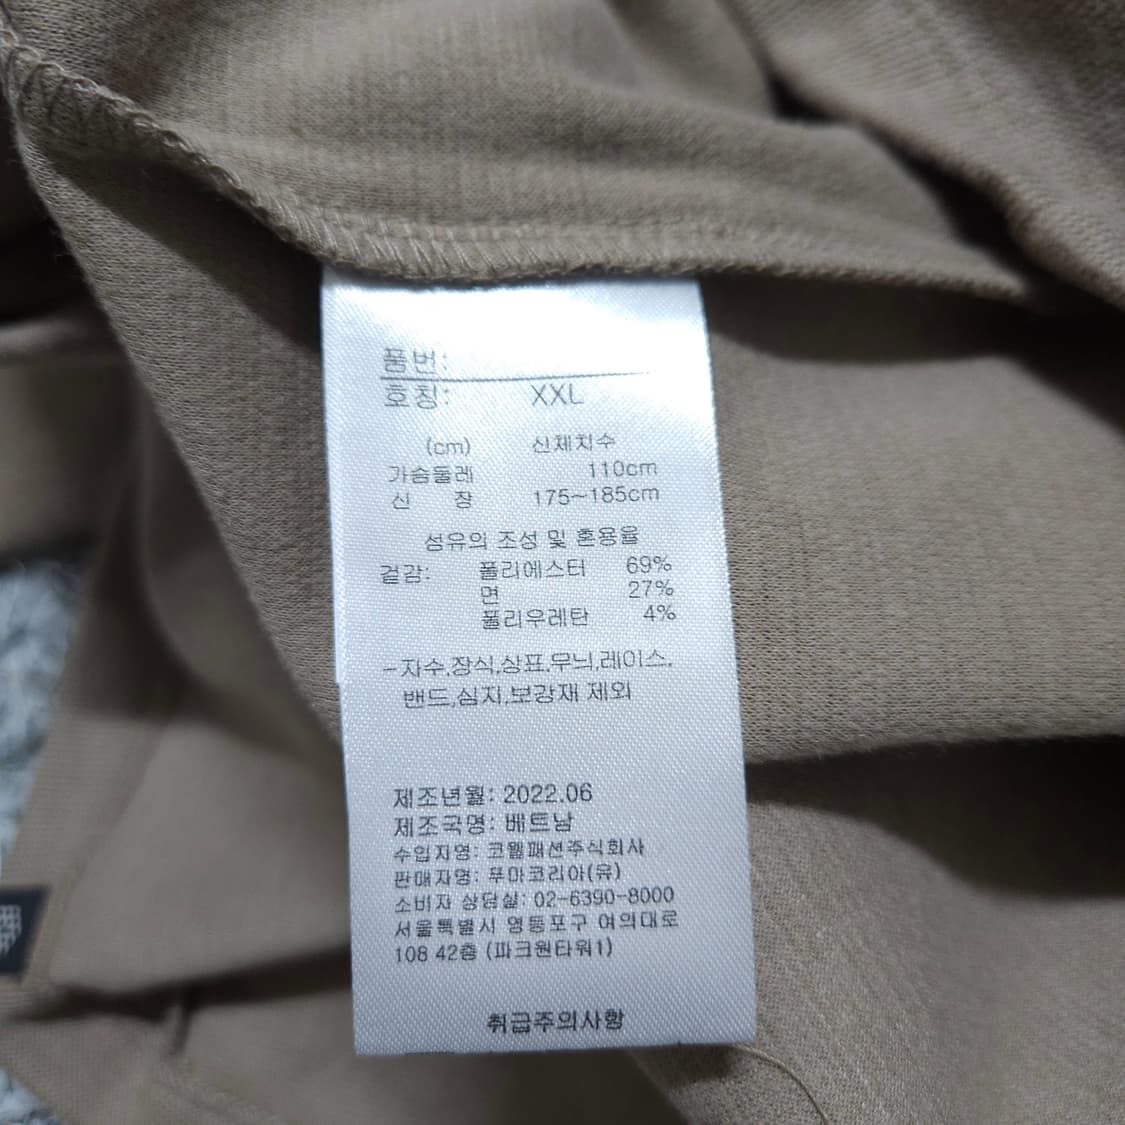 품번:
호칭: XXL
(cm) 신체치수
가슴둘레 110cm
신 장 175~185cm
섬유의 조성 및 혼용율
겉감: 폴리에스터 69%
면 27%
폴리우레탄 4%
-자수,장식,상표,무늬,레이스,
밴드,심지,보강재 제외
제조년월: 2022.06
제조국명: 베트남
수입자명: 코웰패션주식회사
판매자명: 푸마코리아(유)
소비자 상담실: 02-6390-8000
서울특별시 영등포구 여의대로
108 42층 (파크원타워1)
취급주의사항